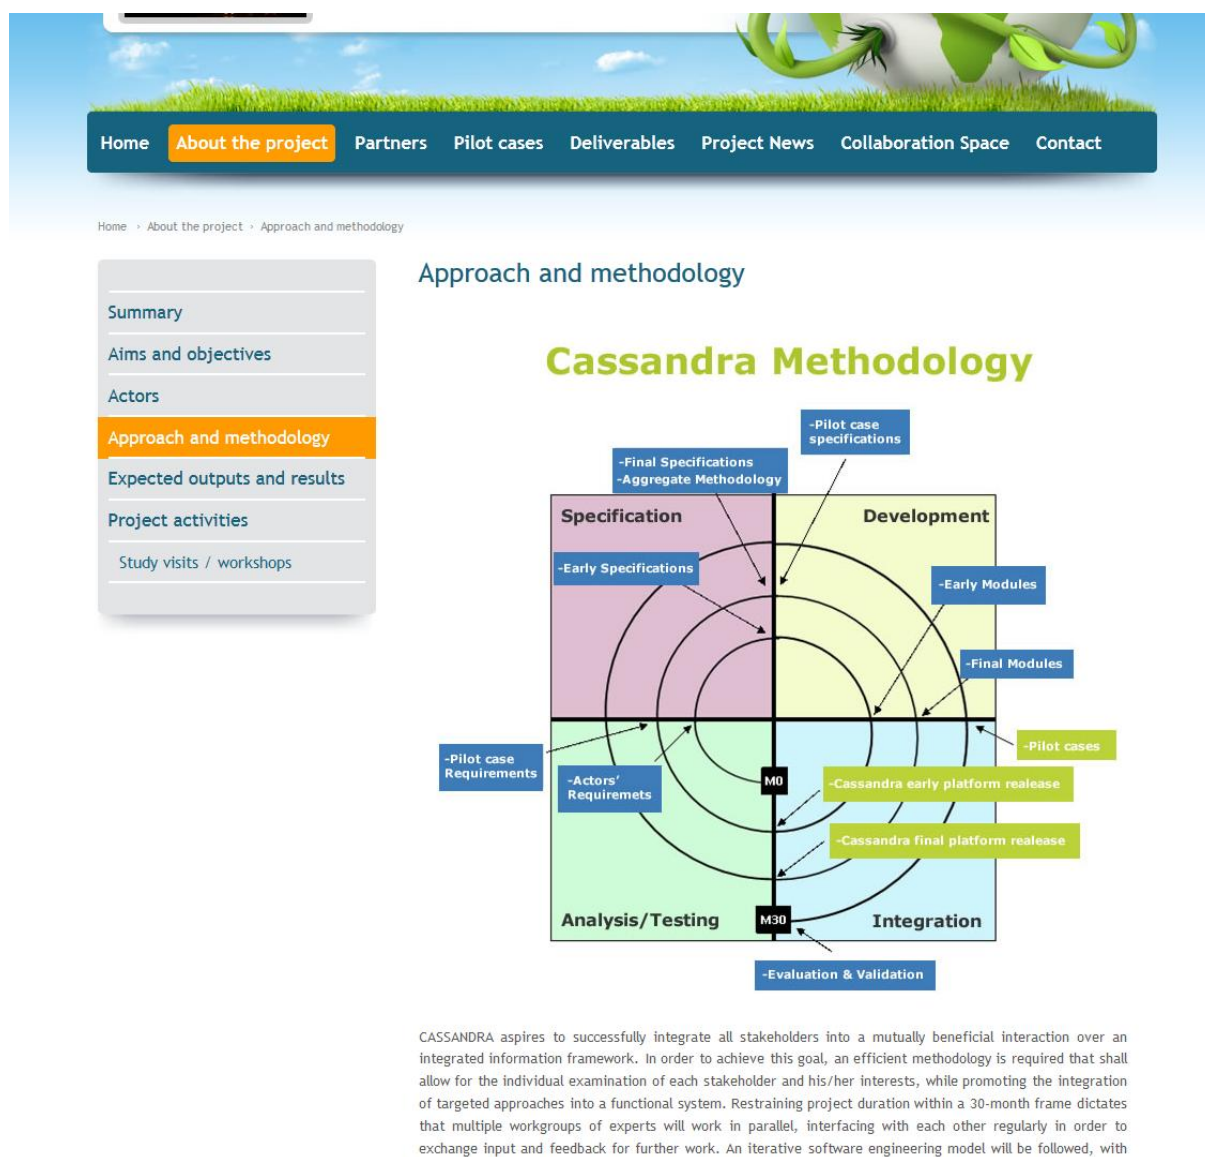 Home About the project Partners Pilot cases Deliverables Project News Collaboration Space Contact
Home › About the project › Approach and methodology
Summary
Aims and objectives
Actors
Approach and methodology
Expected outputs and results
Project activities
Study visits / workshops
Approach and methodology
Cassandra Methodology
-Pilot case
specifications
-Final Specifications
-Aggregate Methodology
Specification
Development
-Early Specifications
-Early Modules
-Final Modules
-Pilot cases
-Pilot case
Requirements
-Actors'
Requiremets
M0
-Cassandra early platform realease
-Cassandra final platform realease
Analysis/Testing
M30
Integration
-Evaluation & Validation
CASSANDRA aspires to successfully integrate all stakeholders into a mutually beneficial interaction over an
integrated information framework. In order to achieve this goal, an efficient methodology is required that shall
allow for the individual examination of each stakeholder and his/her interests, while promoting the integration
of targeted approaches into a functional system. Restraining project duration within a 30-month frame dictates
that multiple workgroups of experts will work in parallel, interfacing with each other regularly in order to
exchange input and feedback for further work. An iterative software engineering model will be followed, with